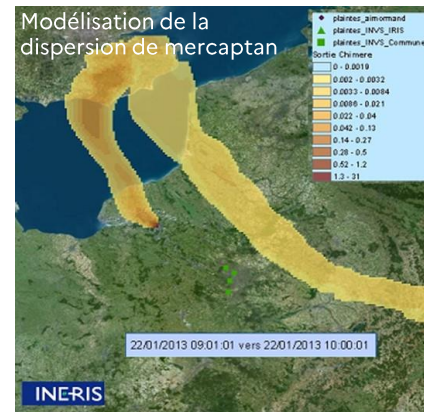 Modélisation de la
dispersion de mercaptan
plaintes_airnormand
plaintes_INVS_IRIS
plaintes_INVS_Commune
Sortie Chimere
0 - 0.0019
0.002 - 0.0032
0.0033 - 0.0084
0.0086 - 0.021
0.022 - 0.04
0.042 - 0.13
0.14 - 0.27
0.28 - 0.5
0.52 - 1.2
1.3 - 31
22/01/2013 09:01:01 vers 22/01/2013 10:00:01
INERIS